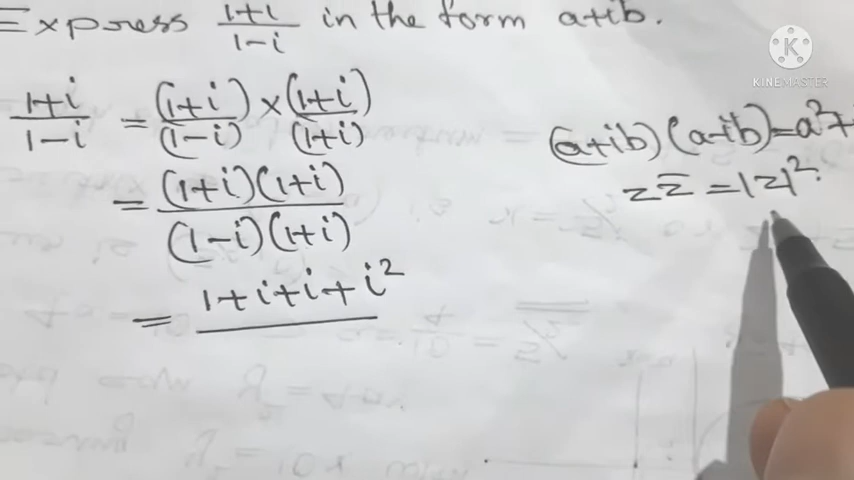 Express (1+i)/(1-i) in the form a+ib.
(1+i)/(1-i) = (1+i)/(1-i) × (1+i)/(1+i)
= (1+i)(1+i)/(1-i)(1+i)
= 1+i+i+i²
(a+ib)(a-ib)=a²+
z z̄ = |z|².
K
KINEMASTER